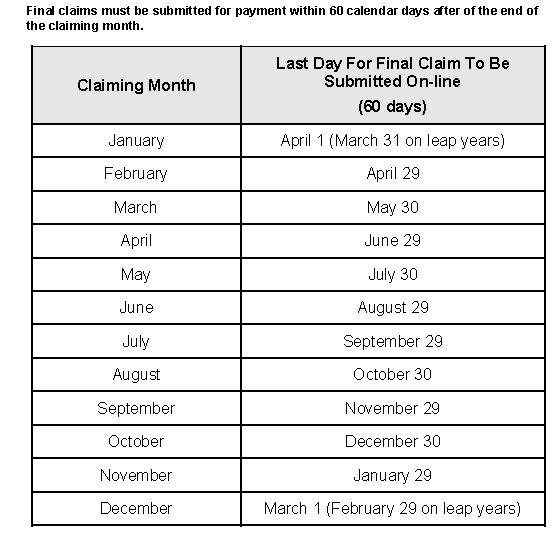 Final claims must be submitted for payment within 60 calendar days after of the end of
the claiming month.
Claiming Month
Last Day For Final Claim To Be
Submitted On-line
(60 days)
January April 1 (March 31 on leap years)
February April 29
March May 30
April June 29
May July 30
June August 29
July September 29
August October 30
September November 29
October December 30
November January 29
December March 1 (February 29 on leap years)